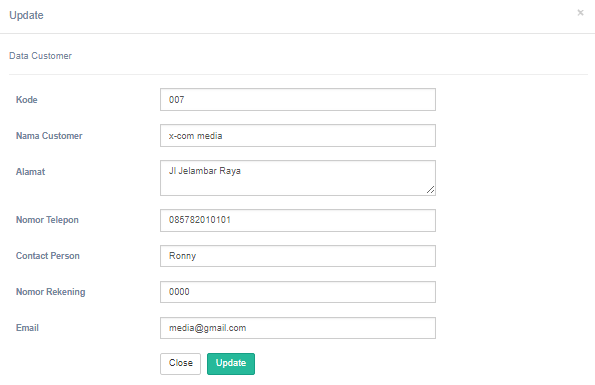 Update ×
Data Customer
Kode 007
Nama Customer x-com media
Alamat Jl Jelambar Raya
Nomor Telepon 085782010101
Contact Person Ronny
Nomor Rekening 0000
Email media@gmail.com
Close Update